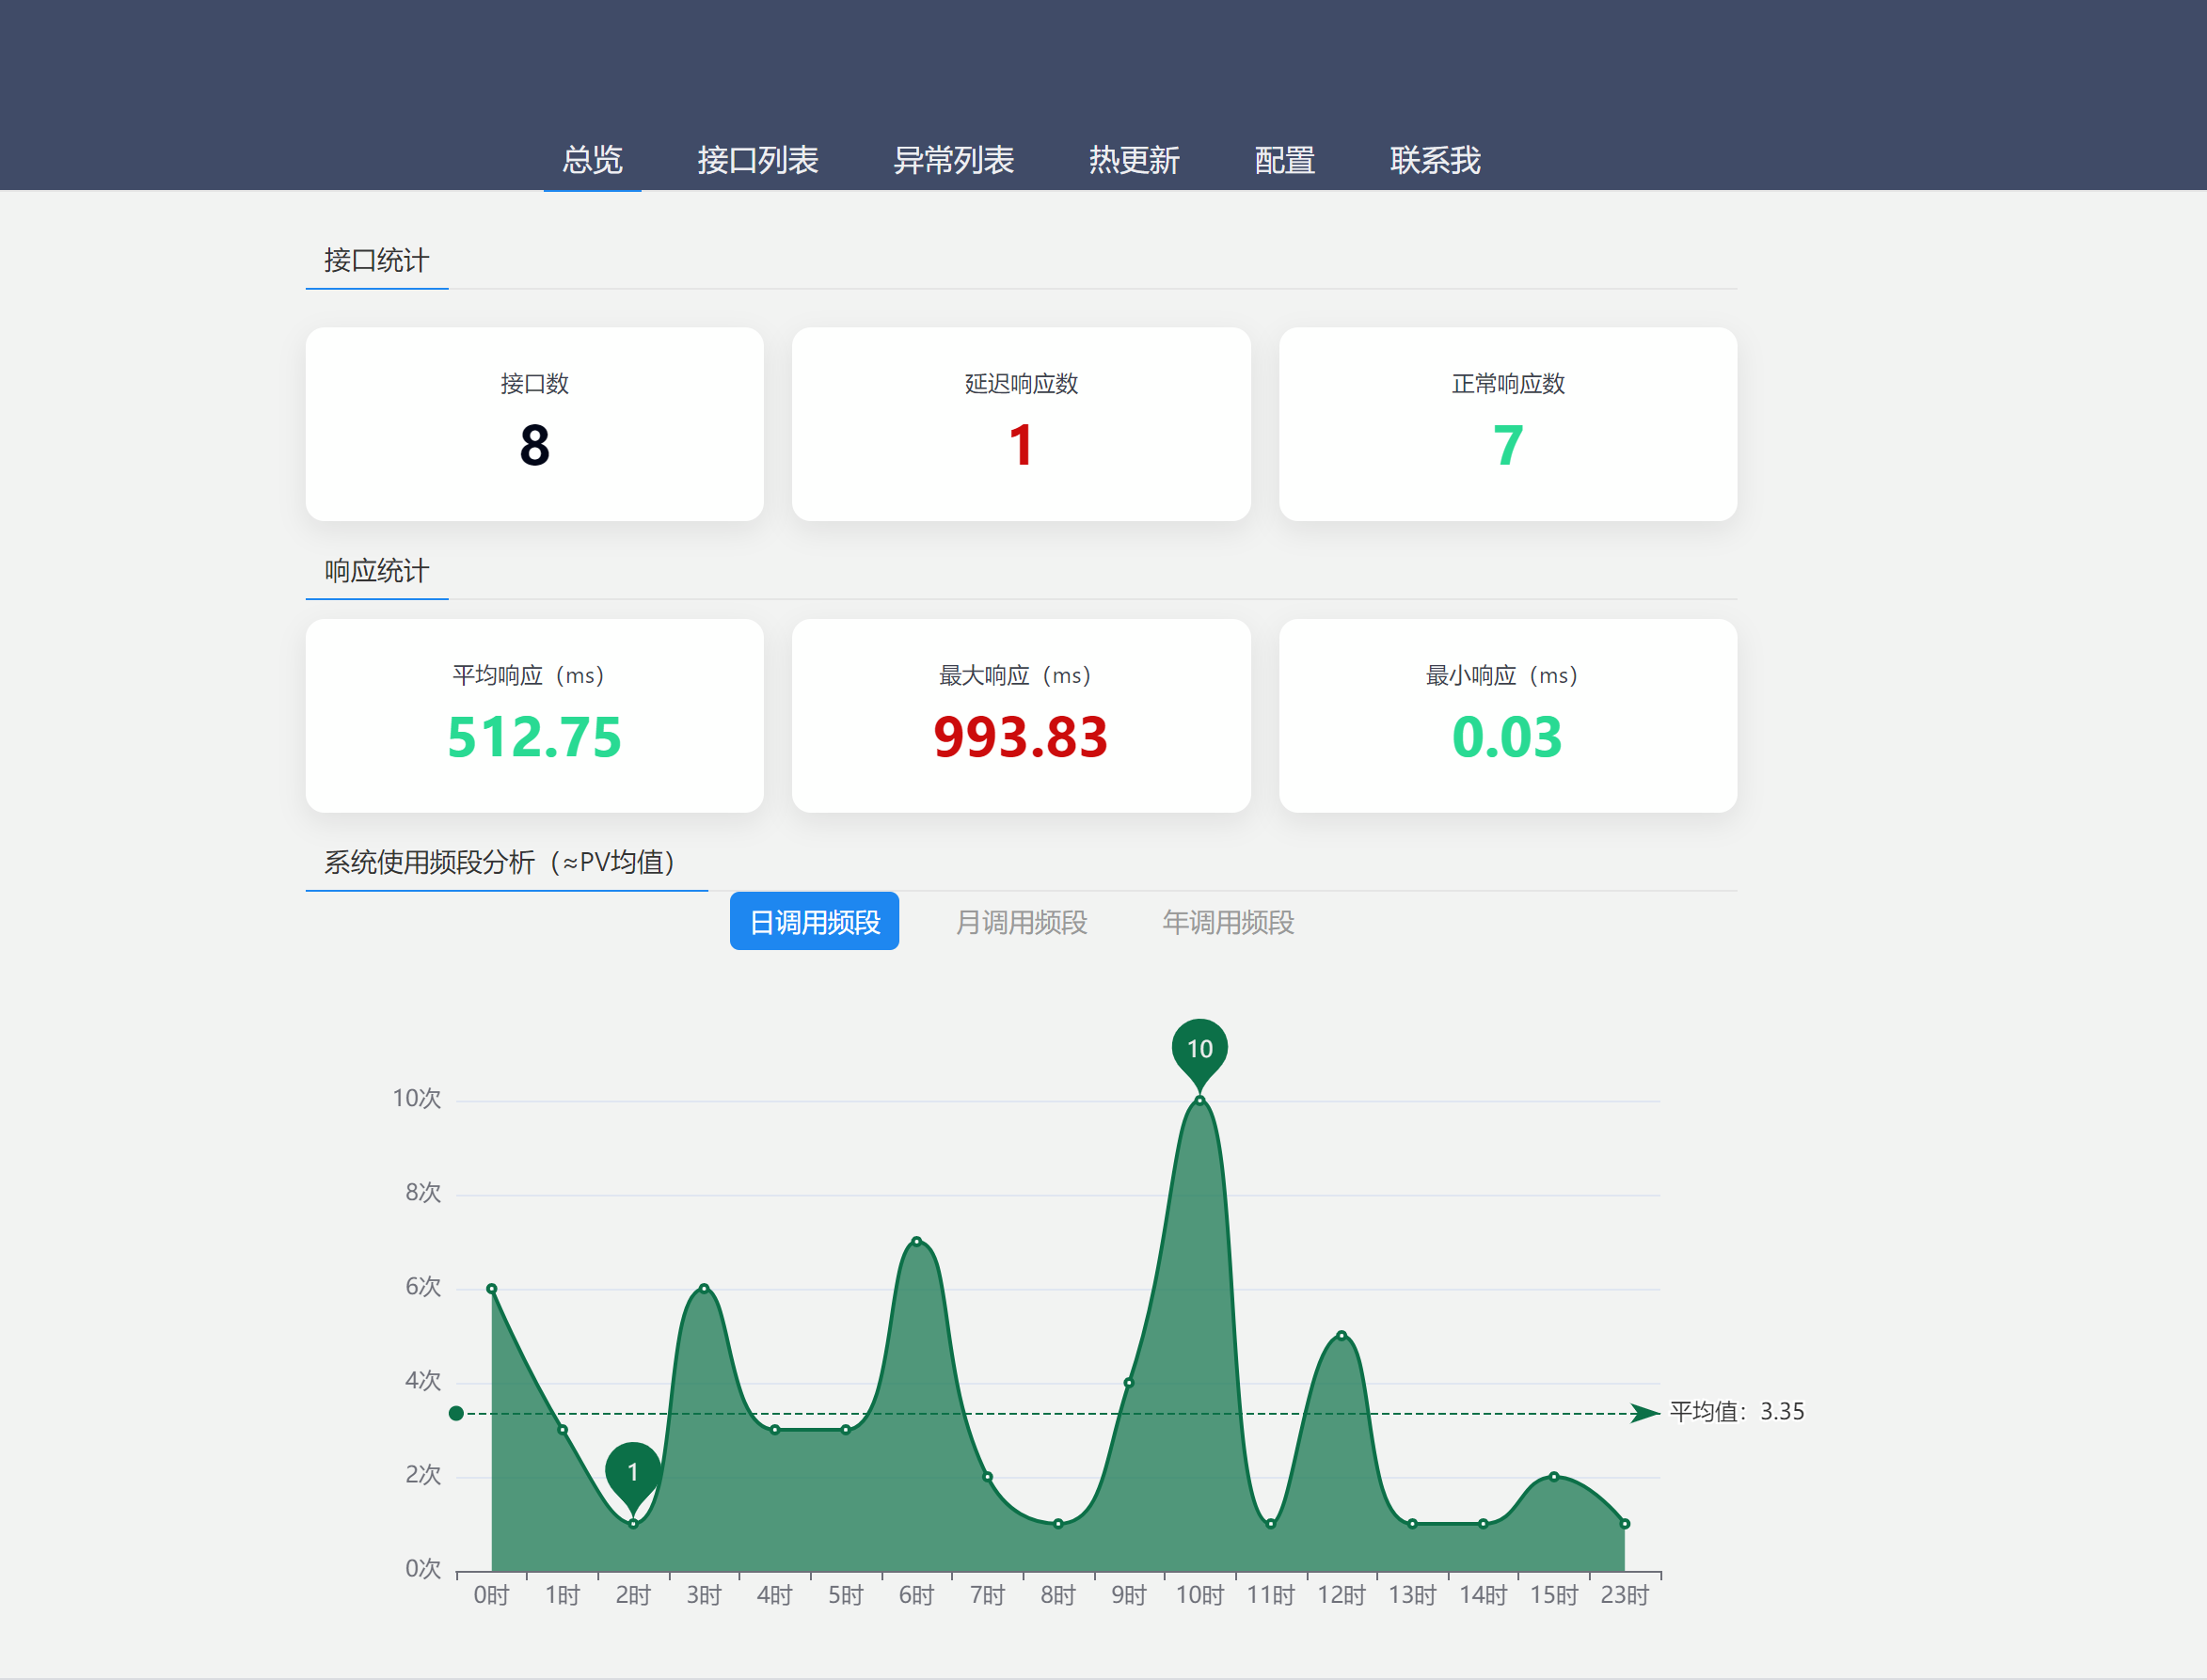 总览 接口列表 异常列表 热更新 配置 联系我
接口统计
接口数 延迟响应数 正常响应数
8 1 7
响应统计
平均响应（ms） 最大响应（ms） 最小响应（ms）
512.75 993.83 0.03
系统使用频段分析（≈PV均值）
日调用频段 月调用频段 年调用频段
10
10次
8次
6次
4次
平均值：3.35
1
2次
0次
0时 1时 2时 3时 4时 5时 6时 7时 8时 9时 10时 11时 12时 13时 14时 15时 23时